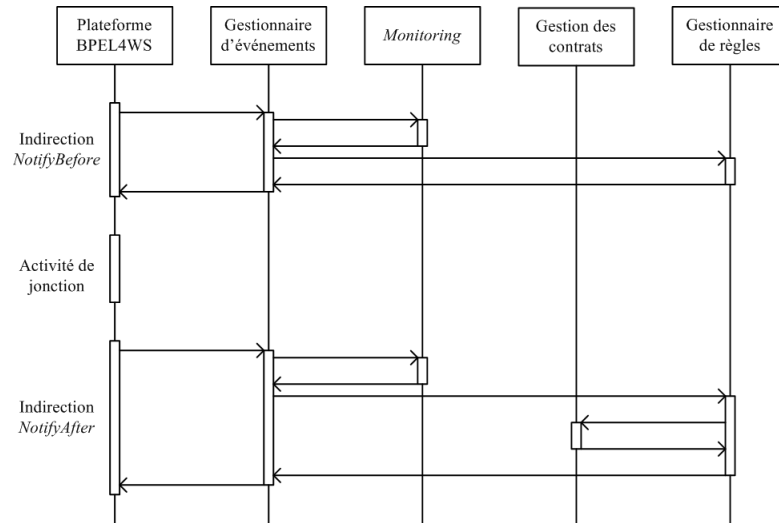 Plateforme
BPEL4WS
Gestionnaire
d'événements
Monitoring
Gestion des
contrats
Gestionnaire
de règles
Indirection
NotifyBefore
Activité de
jonction
Indirection
NotifyAfter